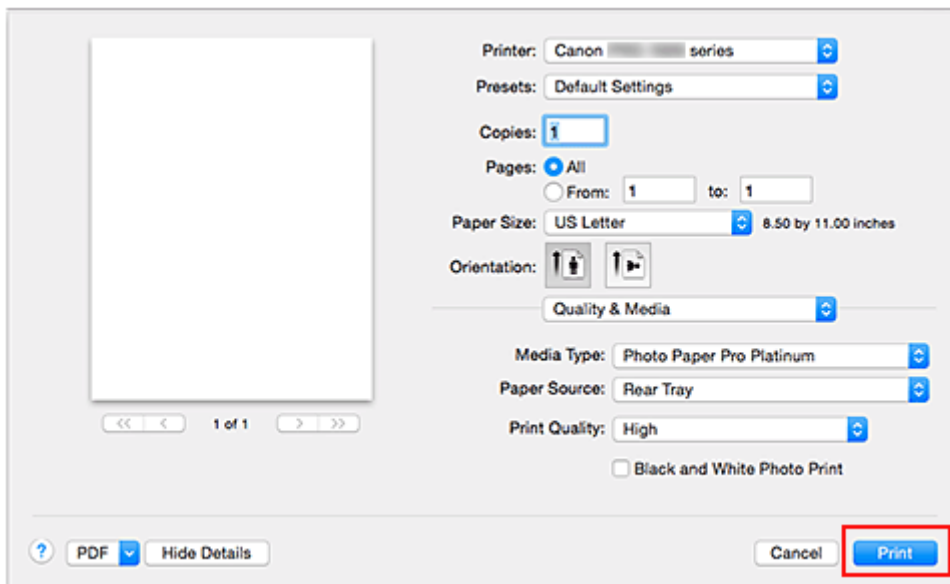 Printer: Canon series
Presets: Default Settings
Copies: 1
Pages: All
From: 1 to: 1
Paper Size: US Letter 8.50 by 11.00 inches
Orientation:
Quality & Media
Media Type: Photo Paper Pro Platinum
Paper Source: Rear Tray
1 of 1
Print Quality: High
Black and White Photo Print
? PDF Hide Details Cancel Print